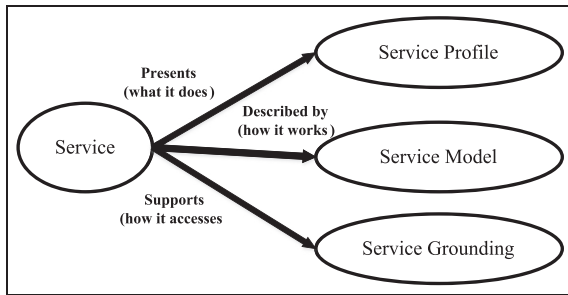 Service Profile
Presents
(what it does)
Described by
(how it works)
Service
Service Model
Supports
(how it accesses
Service Grounding